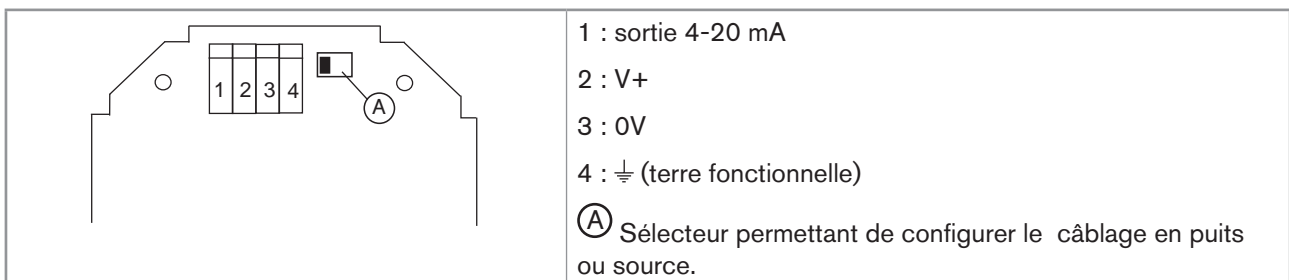 1 2 3 4
A
1 : sortie 4-20 mA
2 : V+
3 : 0V
4 : ⏚ (terre fonctionnelle)
Ⓐ Sélecteur permettant de configurer le câblage en puits
ou source.